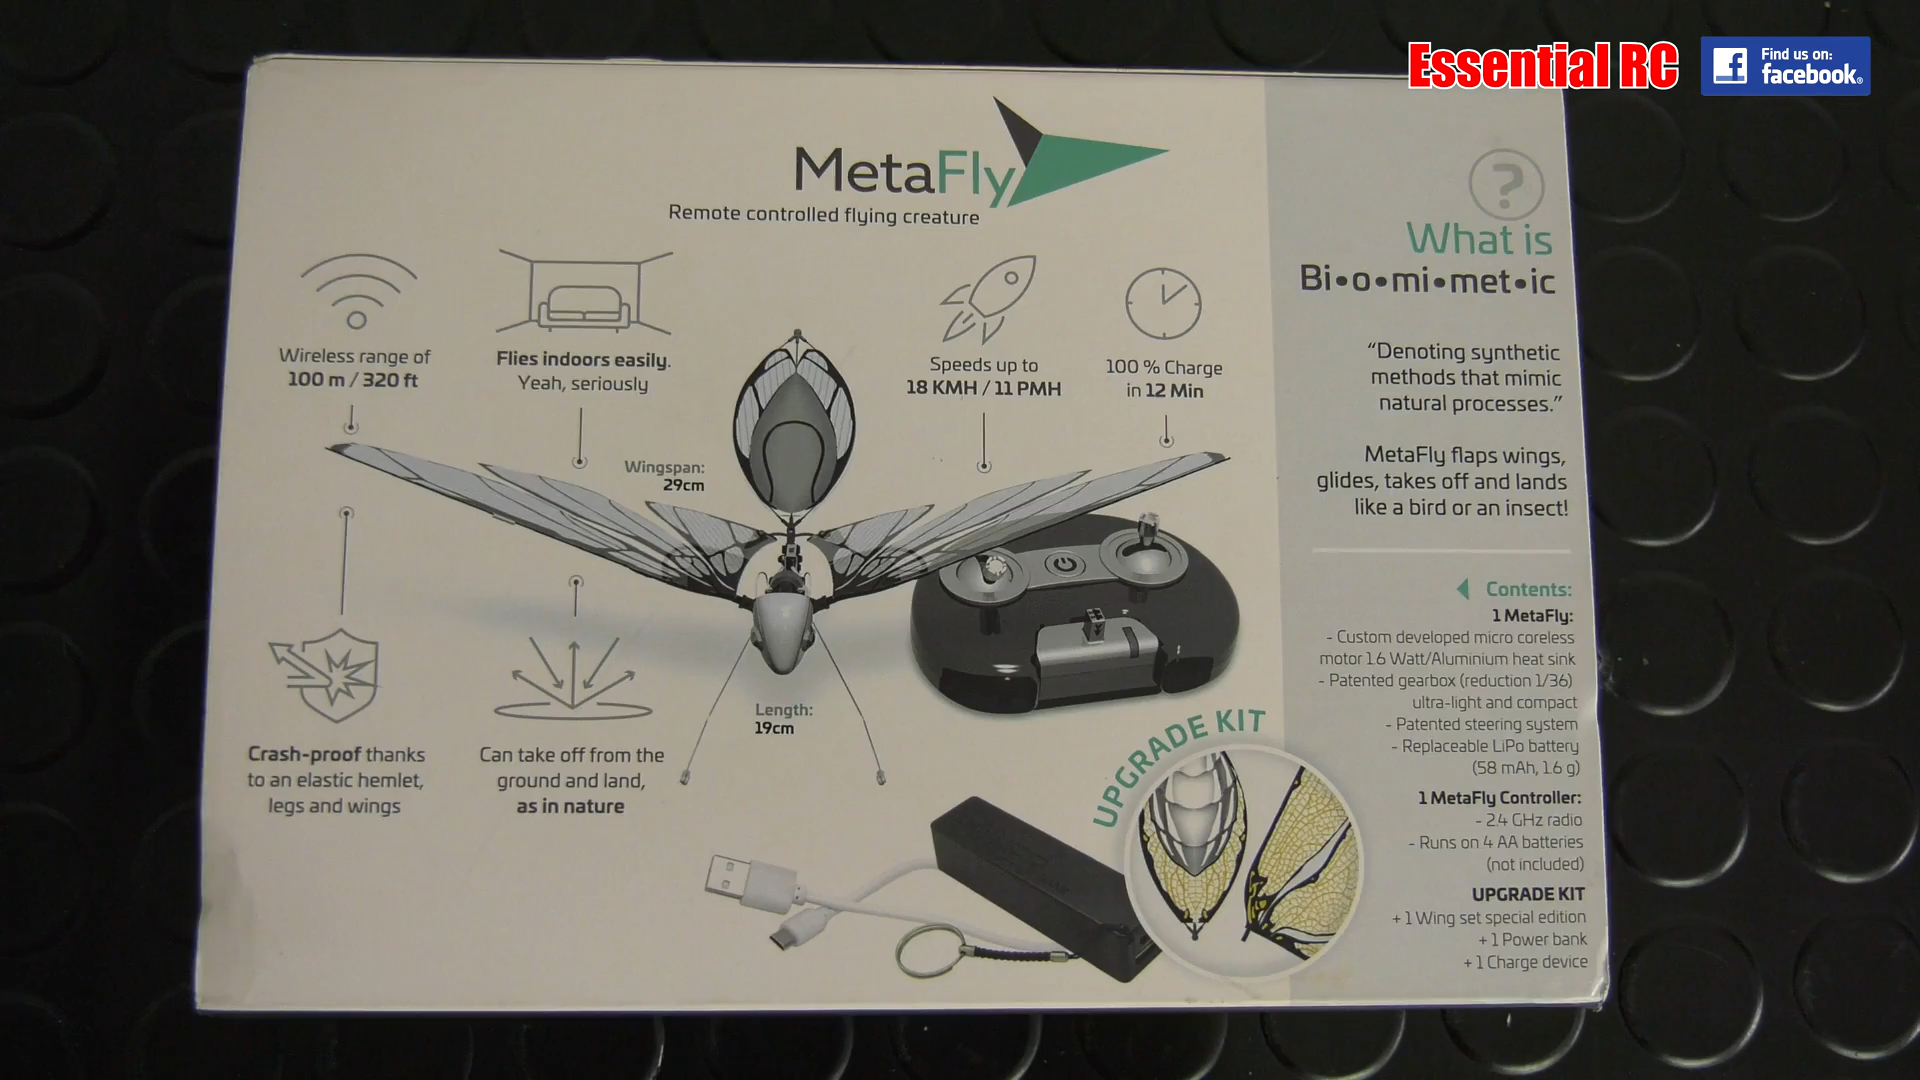 Essential RC
Find us on:
facebook.
MetaFly
Remote controlled flying creature
Wireless range of
100 m / 320 ft
Flies indoors easily.
Yeah, seriously
Speeds up to
18 KMH / 11 PMH
100 % Charge
in 12 Min
Wingspan:
29cm
Length:
19cm
Crash-proof thanks
to an elastic hemlet,
legs and wings
Can take off from the
ground and land,
as in nature
UPGRADE KIT
?
What is
Bi•o•mi•met•ic
“Denoting synthetic
methods that mimic
natural processes.”
MetaFly flaps wings,
glides, takes off and lands
like a bird or an insect!
Contents:
1 MetaFly:
- Custom developed micro coreless
motor 1.6 Watt/Aluminium heat sink
- Patented gearbox (reduction 1/36)
ultra-light and compact
- Patented steering system
- Replaceable LiPo battery
(58 mAh, 1.6 g)
1 MetaFly Controller:
- 2.4 GHz radio
- Runs on 4 AA batteries
(not included)
UPGRADE KIT
+ 1 Wing set special edition
+ 1 Power bank
+ 1 Charge device